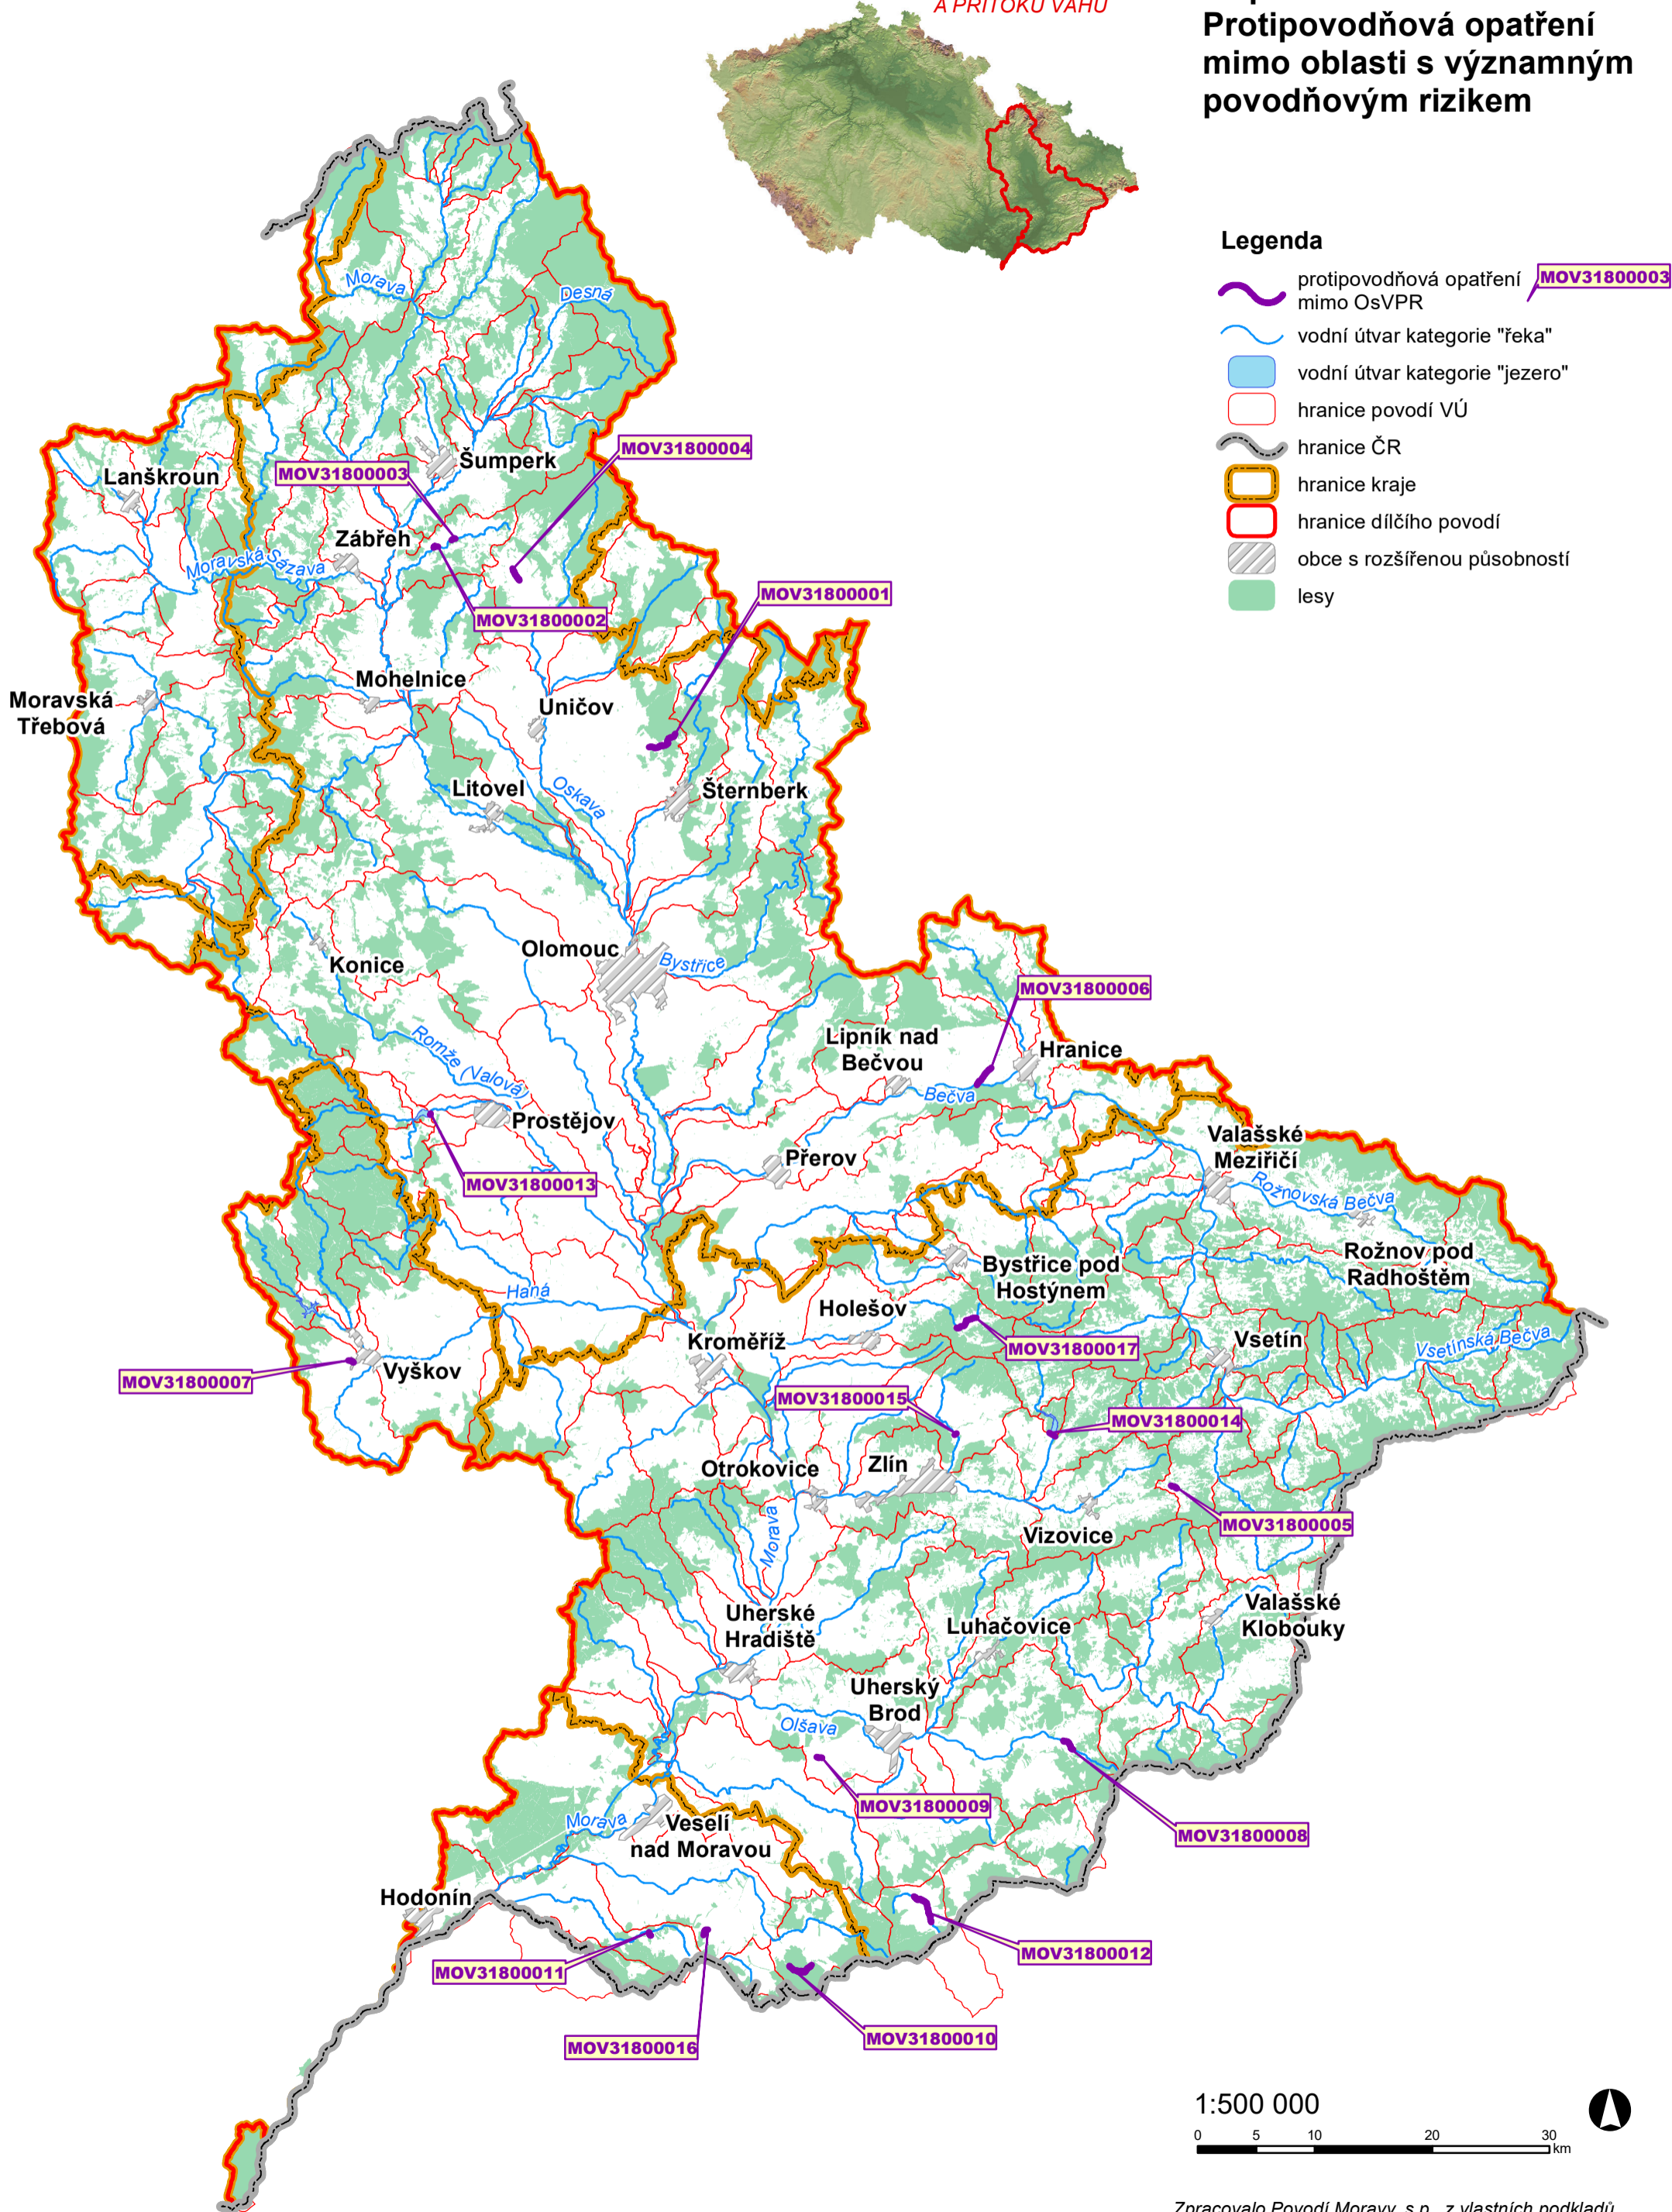 A PŘÍTOKŮ VÁHU
Protipovodňová opatření
mimo oblasti s významným
povodňovým rizikem
Legenda
protipovodňová opatření
mimo OsVPR
MOV31800003
vodní útvar kategorie "řeka"
vodní útvar kategorie "jezero"
hranice povodí VÚ
hranice ČR
hranice kraje
hranice dílčího povodí
obce s rozšířenou působností
lesy
Morava
Desná
MOV31800004
Šumperk
MOV31800003
Lanškroun
Zábřeh
Moravská Sázava
MOV31800001
MOV31800002
Mohelnice
Moravská
Třebová
Uničov
Litovel
Oskava
Šternberk
Olomouc
Bystřice
Konice
MOV31800006
Lipník nad
Bečvou
Hranice
Romže (Valová)
Bečva
Prostějov
Valašské
Meziříčí
Přerov
MOV31800013
Rožnovská Bečva
Rožnov pod
Radhoštěm
Bystřice pod
Hostýnem
Haná
Holešov
Kroměříž
Vsetín
Vsetínská Bečva
MOV31800017
Vyškov
MOV31800007
MOV31800015
MOV31800014
Otrokovice
Zlín
Morava
MOV31800005
Vizovice
Valašské
Klobouky
Uherské
Hradiště
Luhačovice
Uherský
Brod
Olšava
MOV31800009
Morava
Veselí
nad Moravou
MOV31800008
Hodonín
MOV31800012
MOV31800011
MOV31800010
MOV31800016
1:500 000
0 5 10 20 30
km
Zpracovalo Povodí Moravy, s.p., z vlastních podkladů